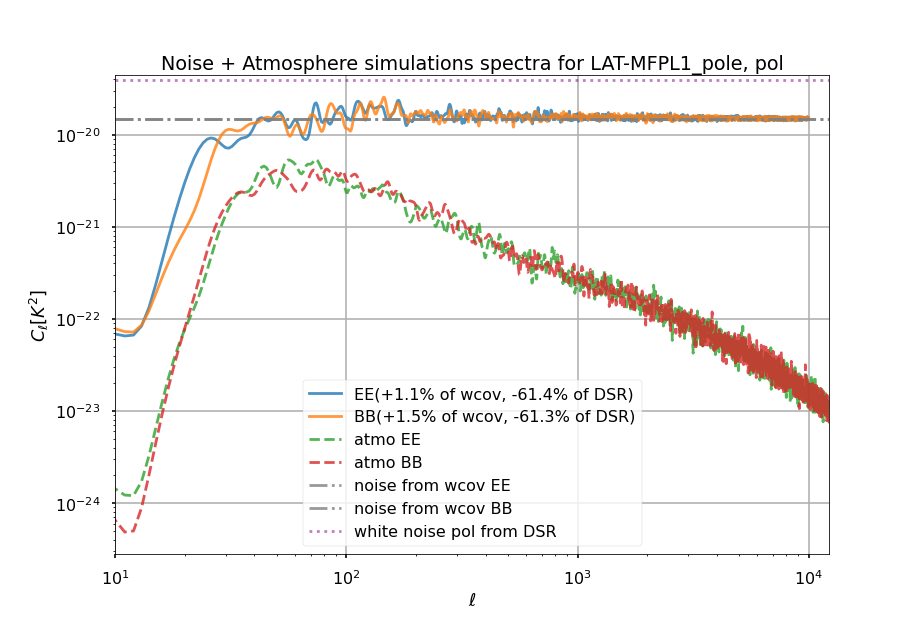 Noise + Atmosphere simulations spectra for LAT-MFPL1_pole, pol
C_ℓ[K^2]
10^{-20}
10^{-21}
10^{-22}
10^{-23}
10^{-24}
EE(+1.1% of wcov, -61.4% of DSR)
BB(+1.5% of wcov, -61.3% of DSR)
atmo EE
atmo BB
noise from wcov EE
noise from wcov BB
white noise pol from DSR
10^1 10^2 10^3 10^4
ℓ